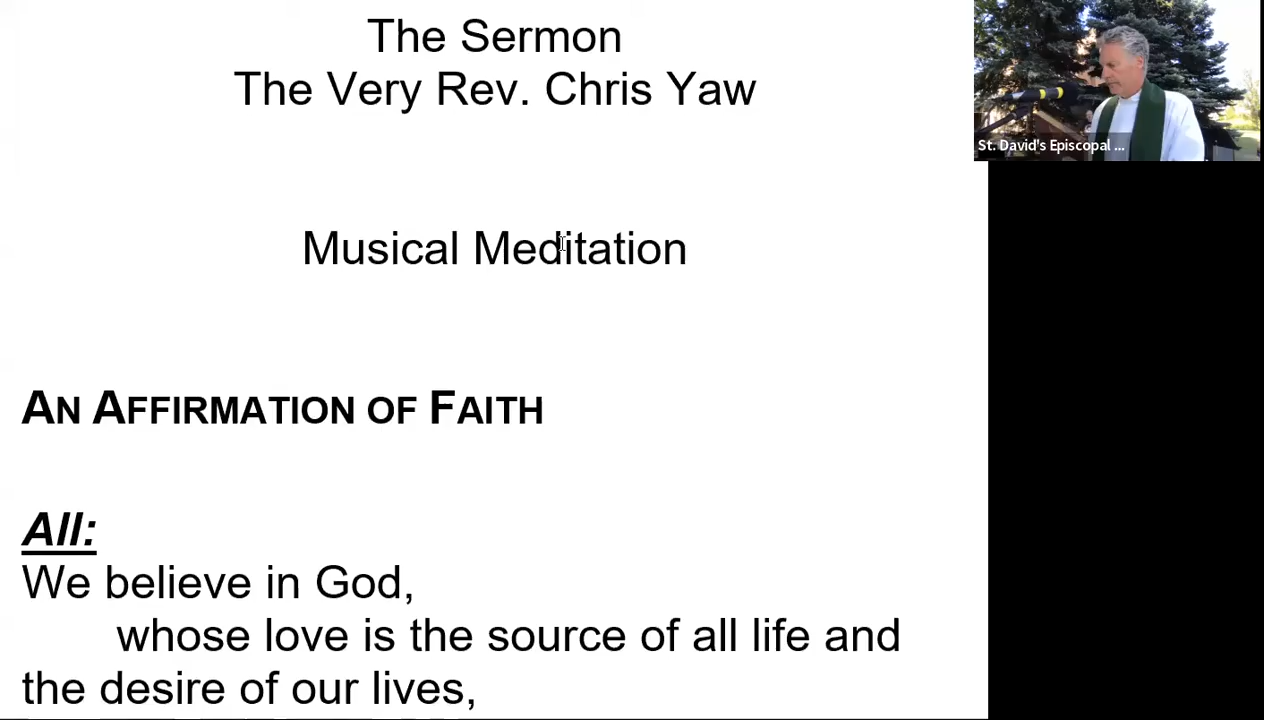 The Sermon
The Very Rev. Chris Yaw
St. David's Episcopal ...
Musical Meditation
AN AFFIRMATION OF FAITH
All:
We believe in God,
whose love is the source of all life and
the desire of our lives,